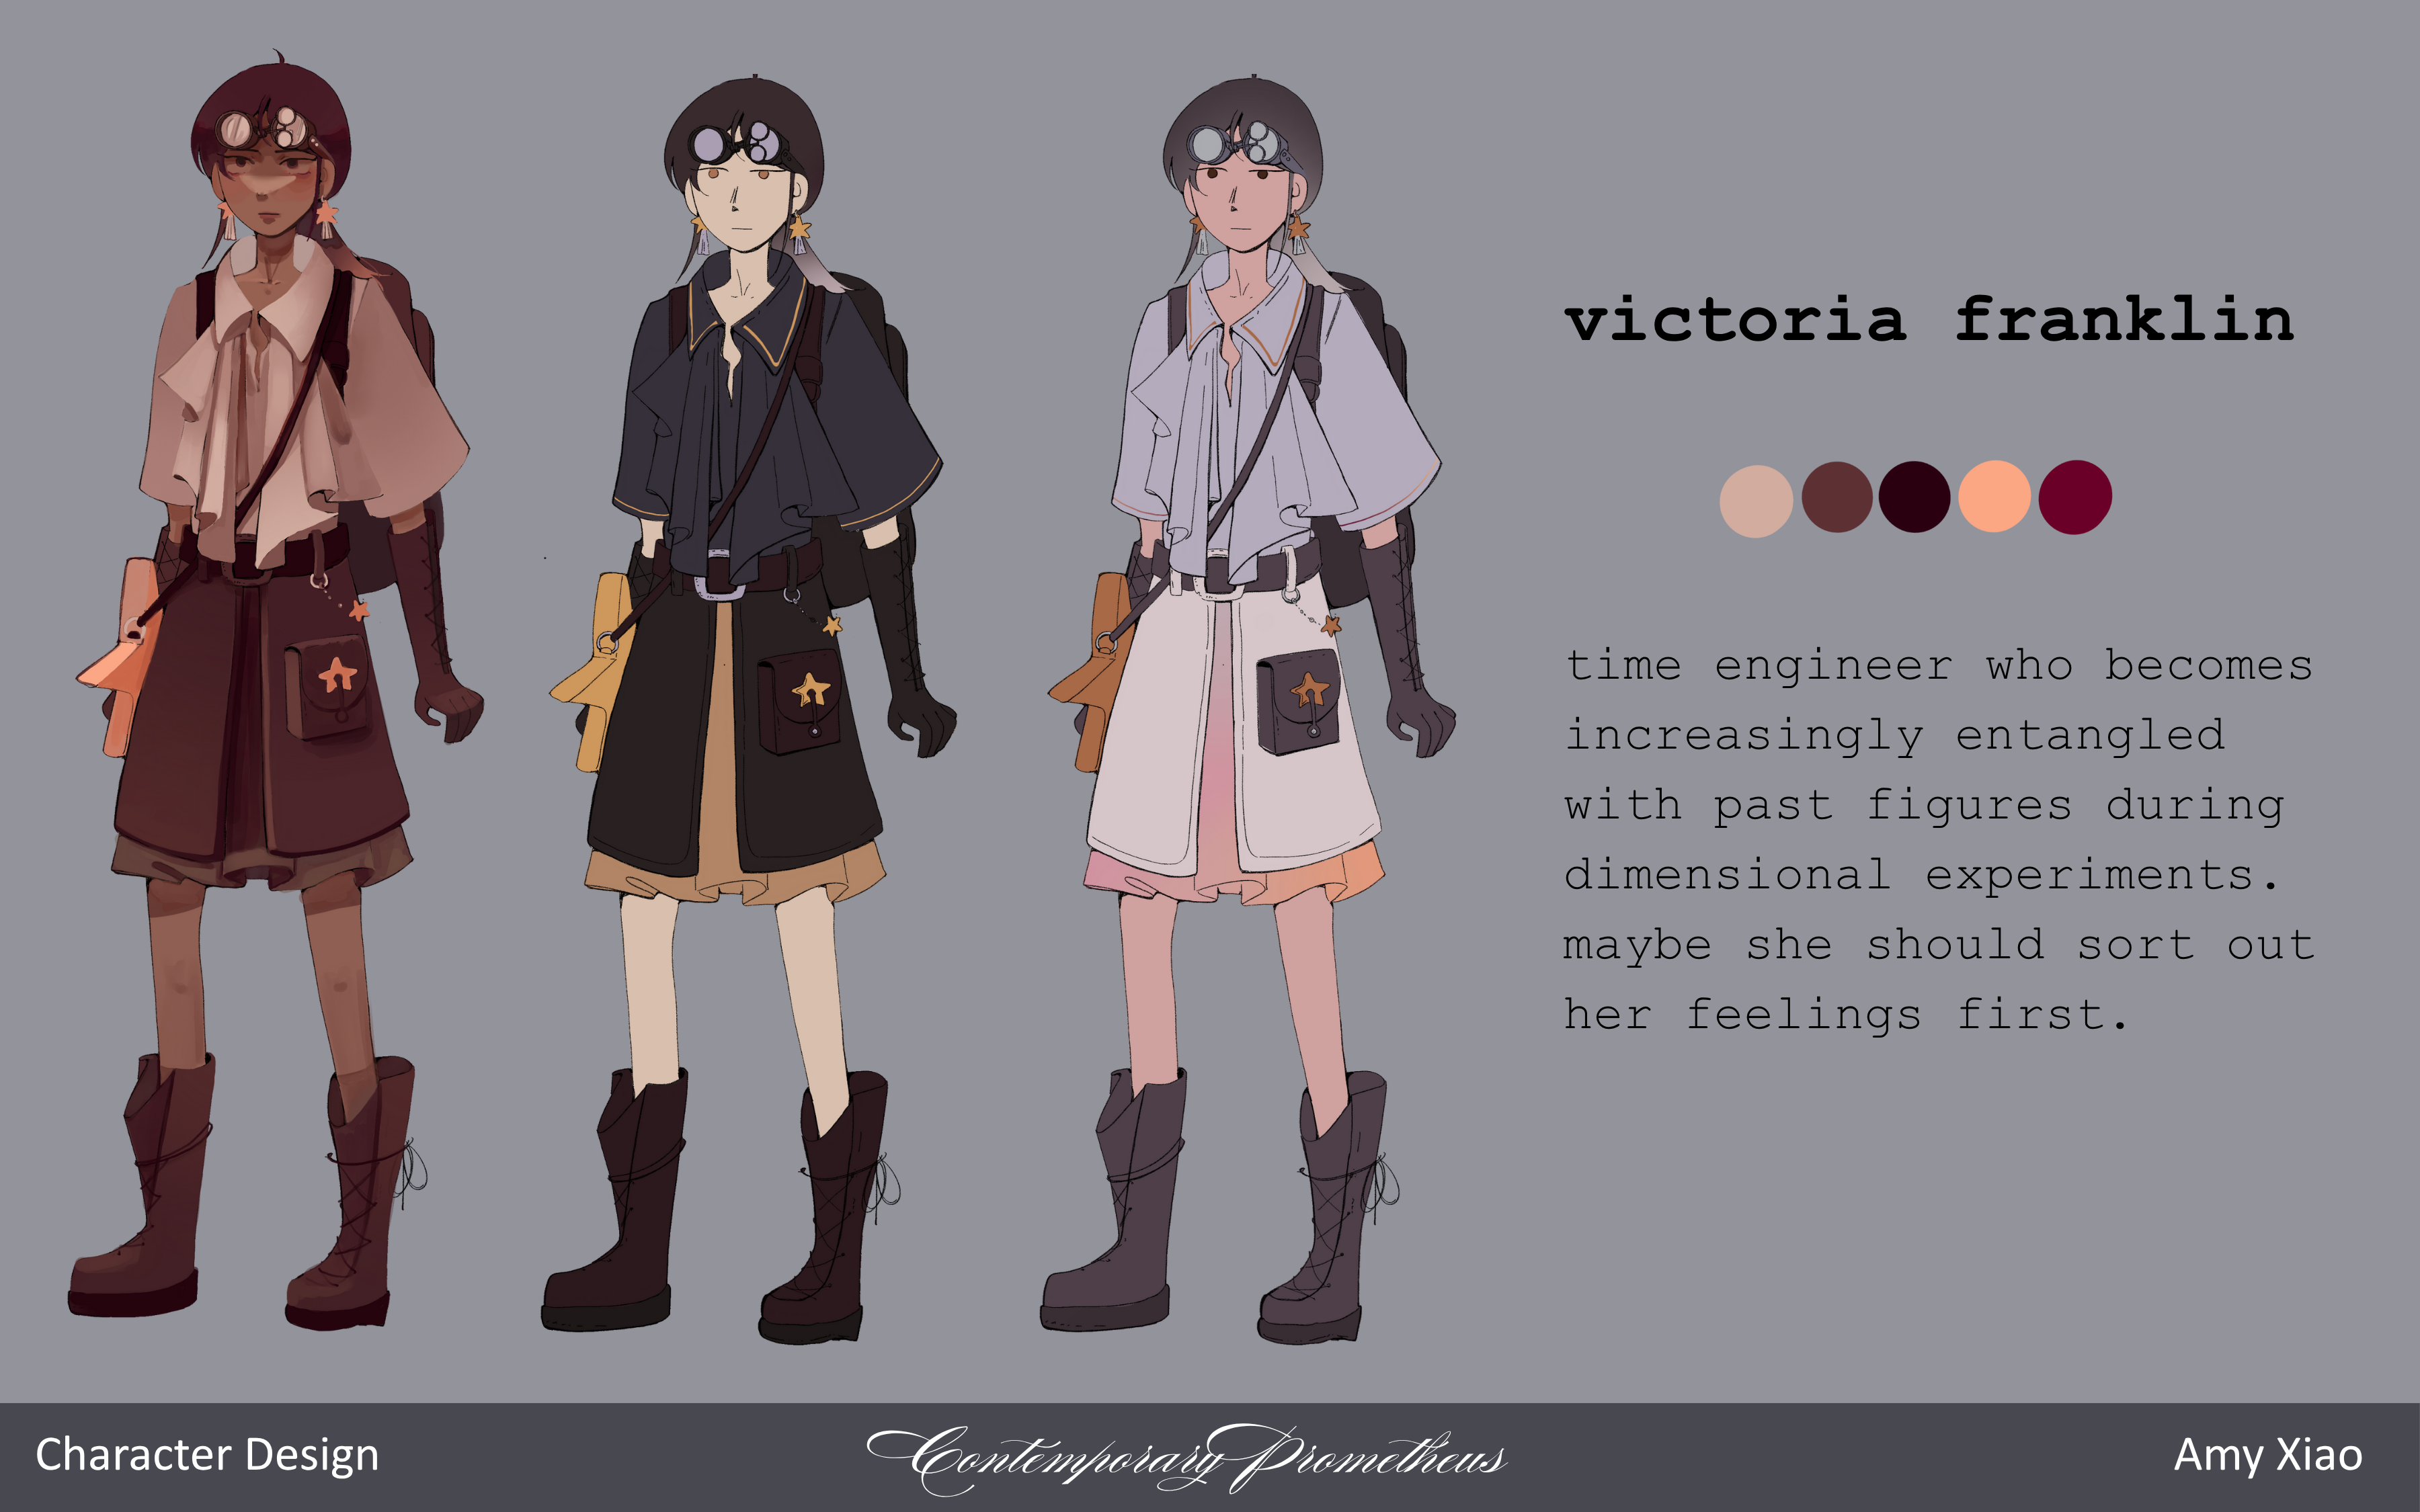 victoria franklin
time engineer who becomes
increasingly entangled
with past figures during
dimensional experiments.
maybe she should sort out
her feelings first.
Character Design
Contemporary Prometheus
Amy Xiao